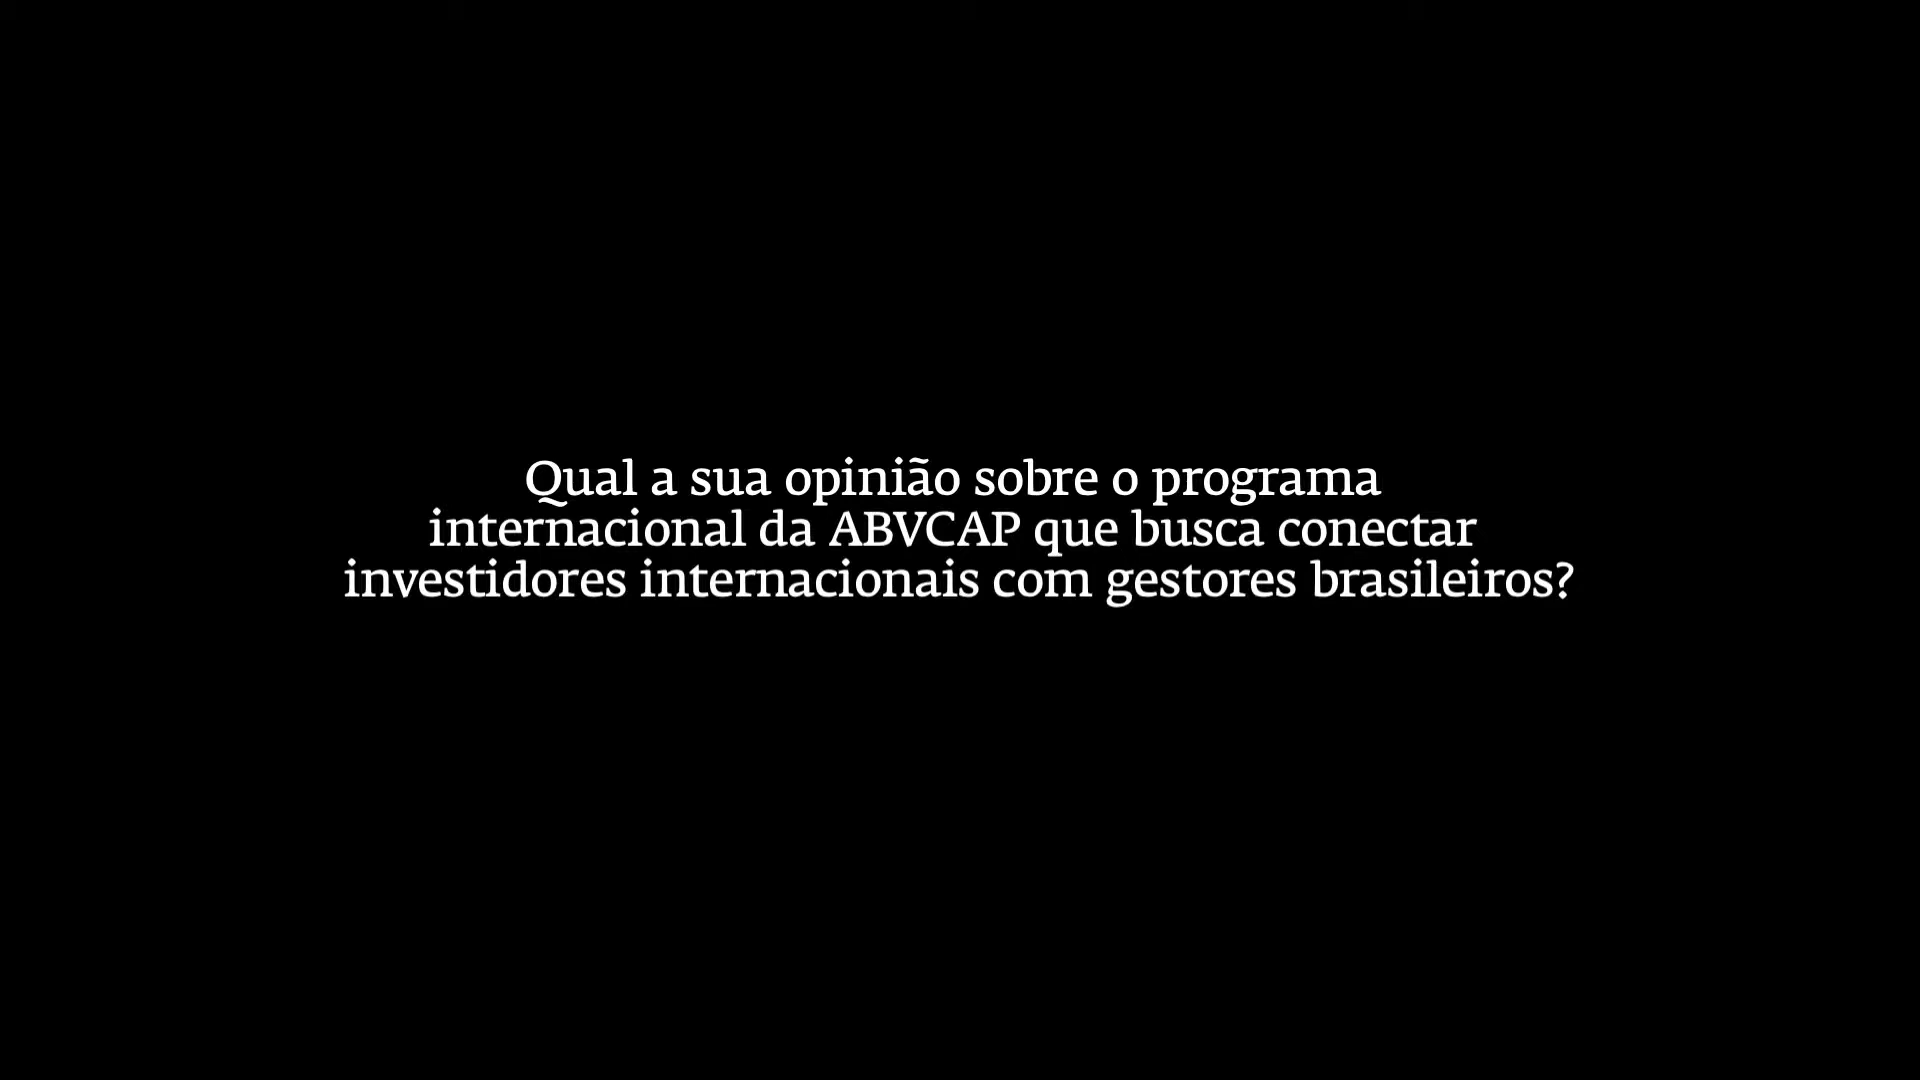 Qual a sua opinião sobre o programa
internacional da ABVCAP que busca conectar
investidores internacionais com gestores brasileiros?